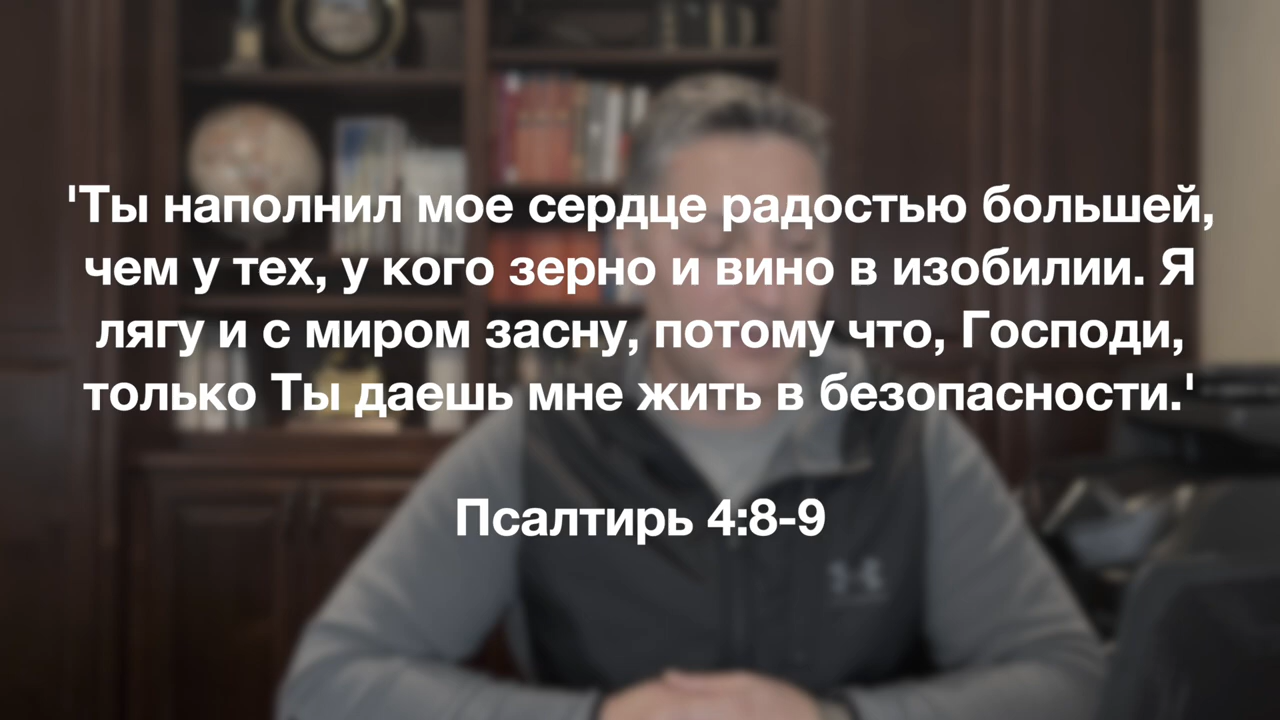 'Ты наполнил мое сердце радостью большей,
чем у тех, у кого зерно и вино в изобилии. Я
лягу и с миром засну, потому что, Господи,
только Ты даешь мне жить в безопасности.'
Псалтирь 4:8-9